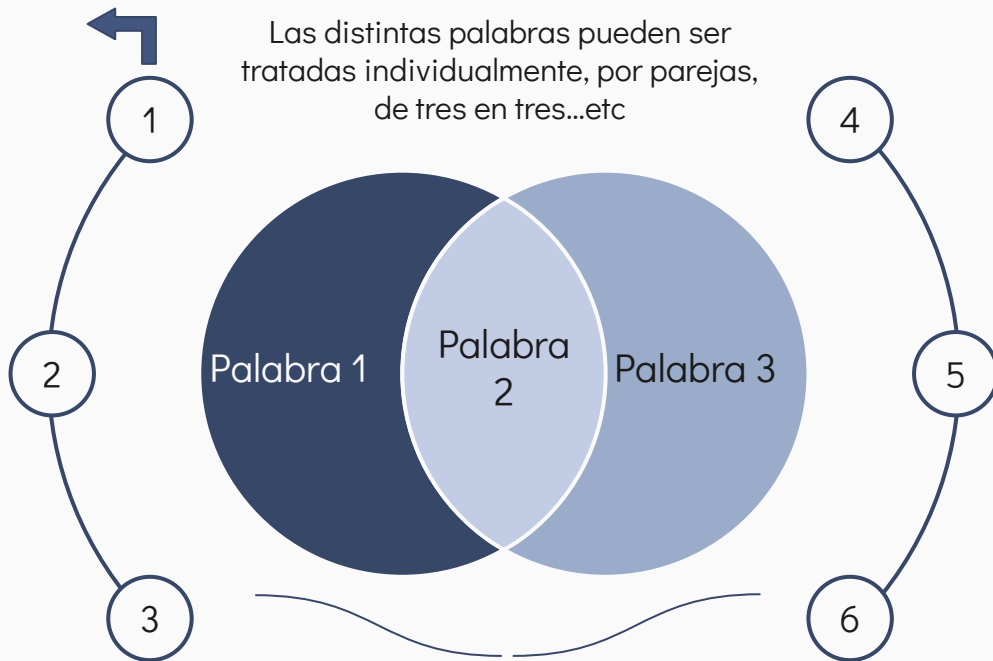 Las distintas palabras pueden ser
tratadas individualmente, por parejas,
de tres en tres...etc
1
4
Palabra 1
Palabra
2
Palabra 3
2
5
3
6